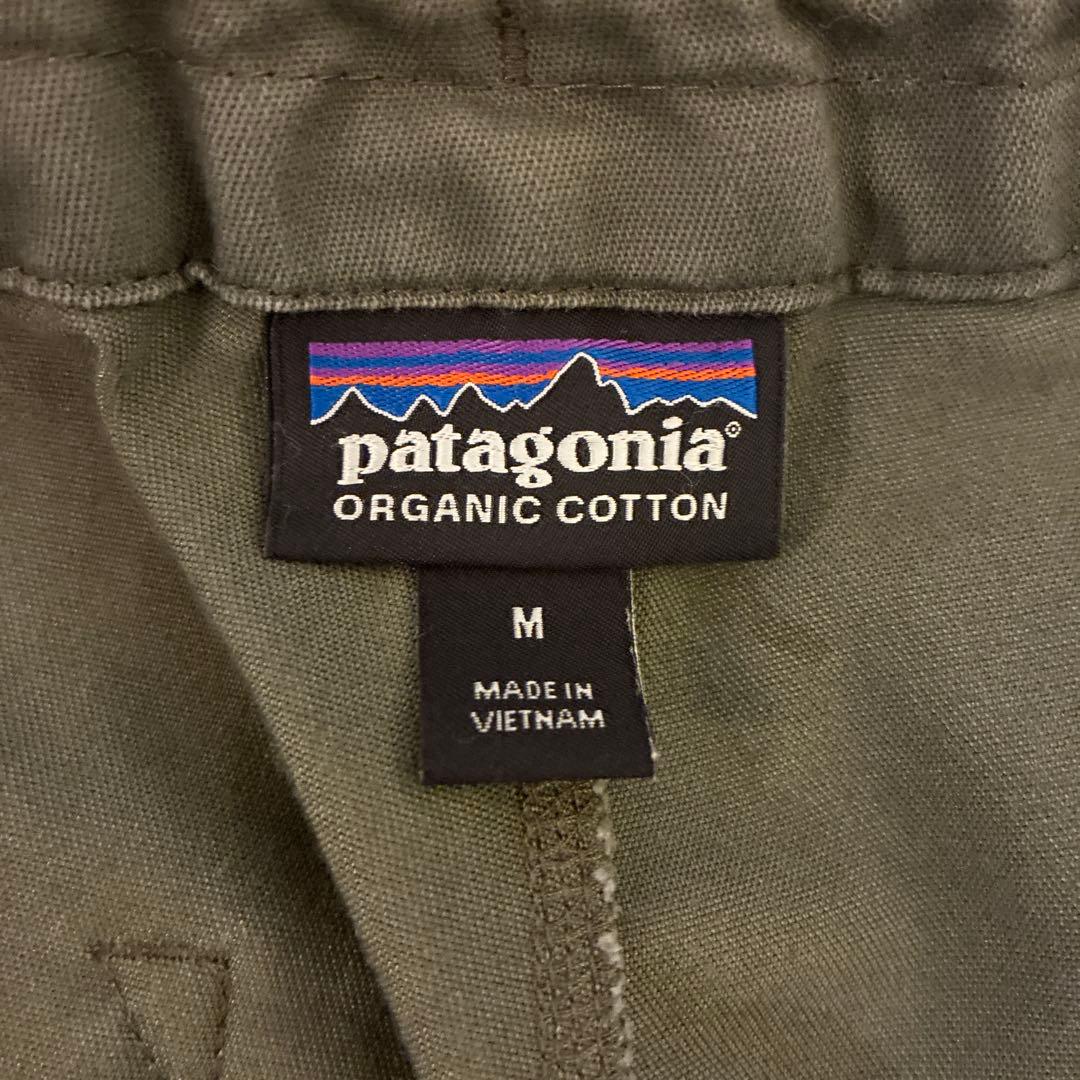 patagonia®
ORGANIC COTTON
M
MADE IN
VIETNAM